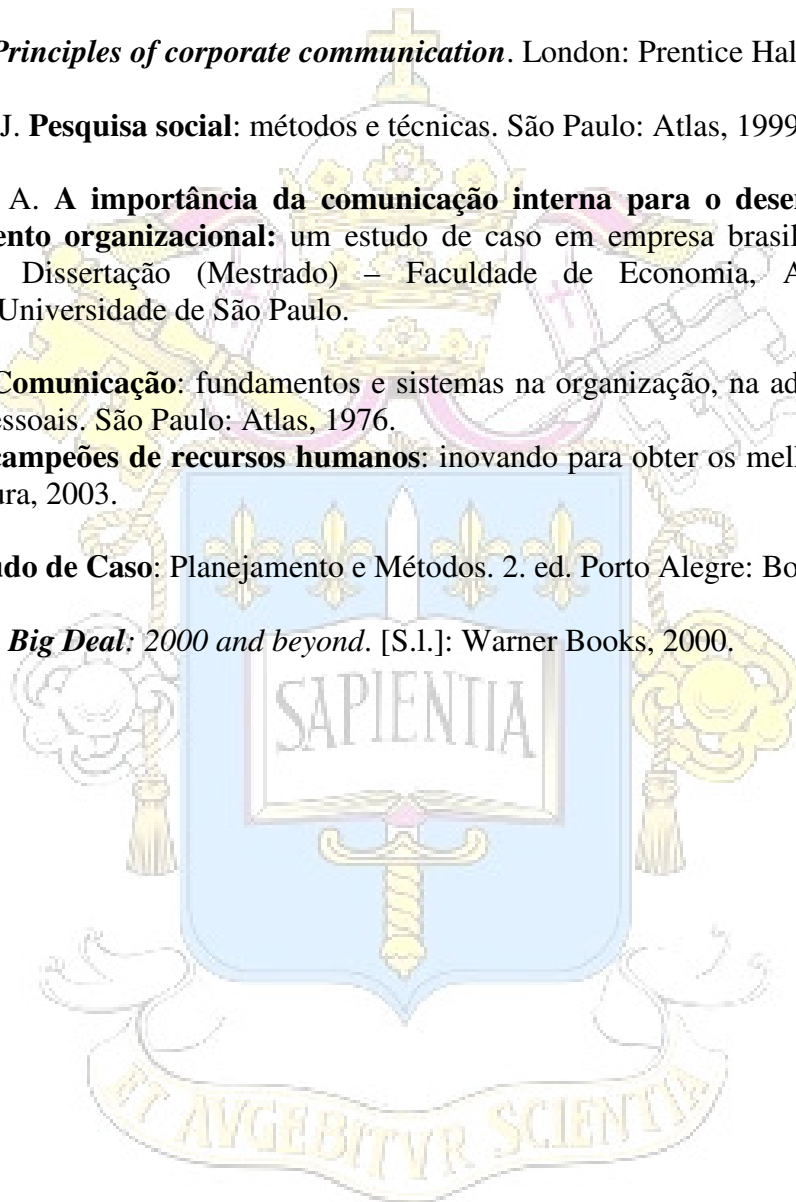 Principles of corporate communication. London: Prentice Hal
J. Pesquisa social: métodos e técnicas. São Paulo: Atlas, 1999
A. A importância da comunicação interna para o dese
ento organizacional: um estudo de caso em empresa brasil
Dissertação (Mestrado) – Faculdade de Economia, A
Universidade de São Paulo.
Comunicação: fundamentos e sistemas na organização, na ad
essoais. São Paulo: Atlas, 1976.
campeões de recursos humanos: inovando para obter os mel
ura, 2003.
udo de Caso: Planejamento e Métodos. 2. ed. Porto Alegre: Bo
Big Deal: 2000 and beyond. [S.l.]: Warner Books, 2000.
SAPIENTIA
ET AVGEBITVR SCIENTIA